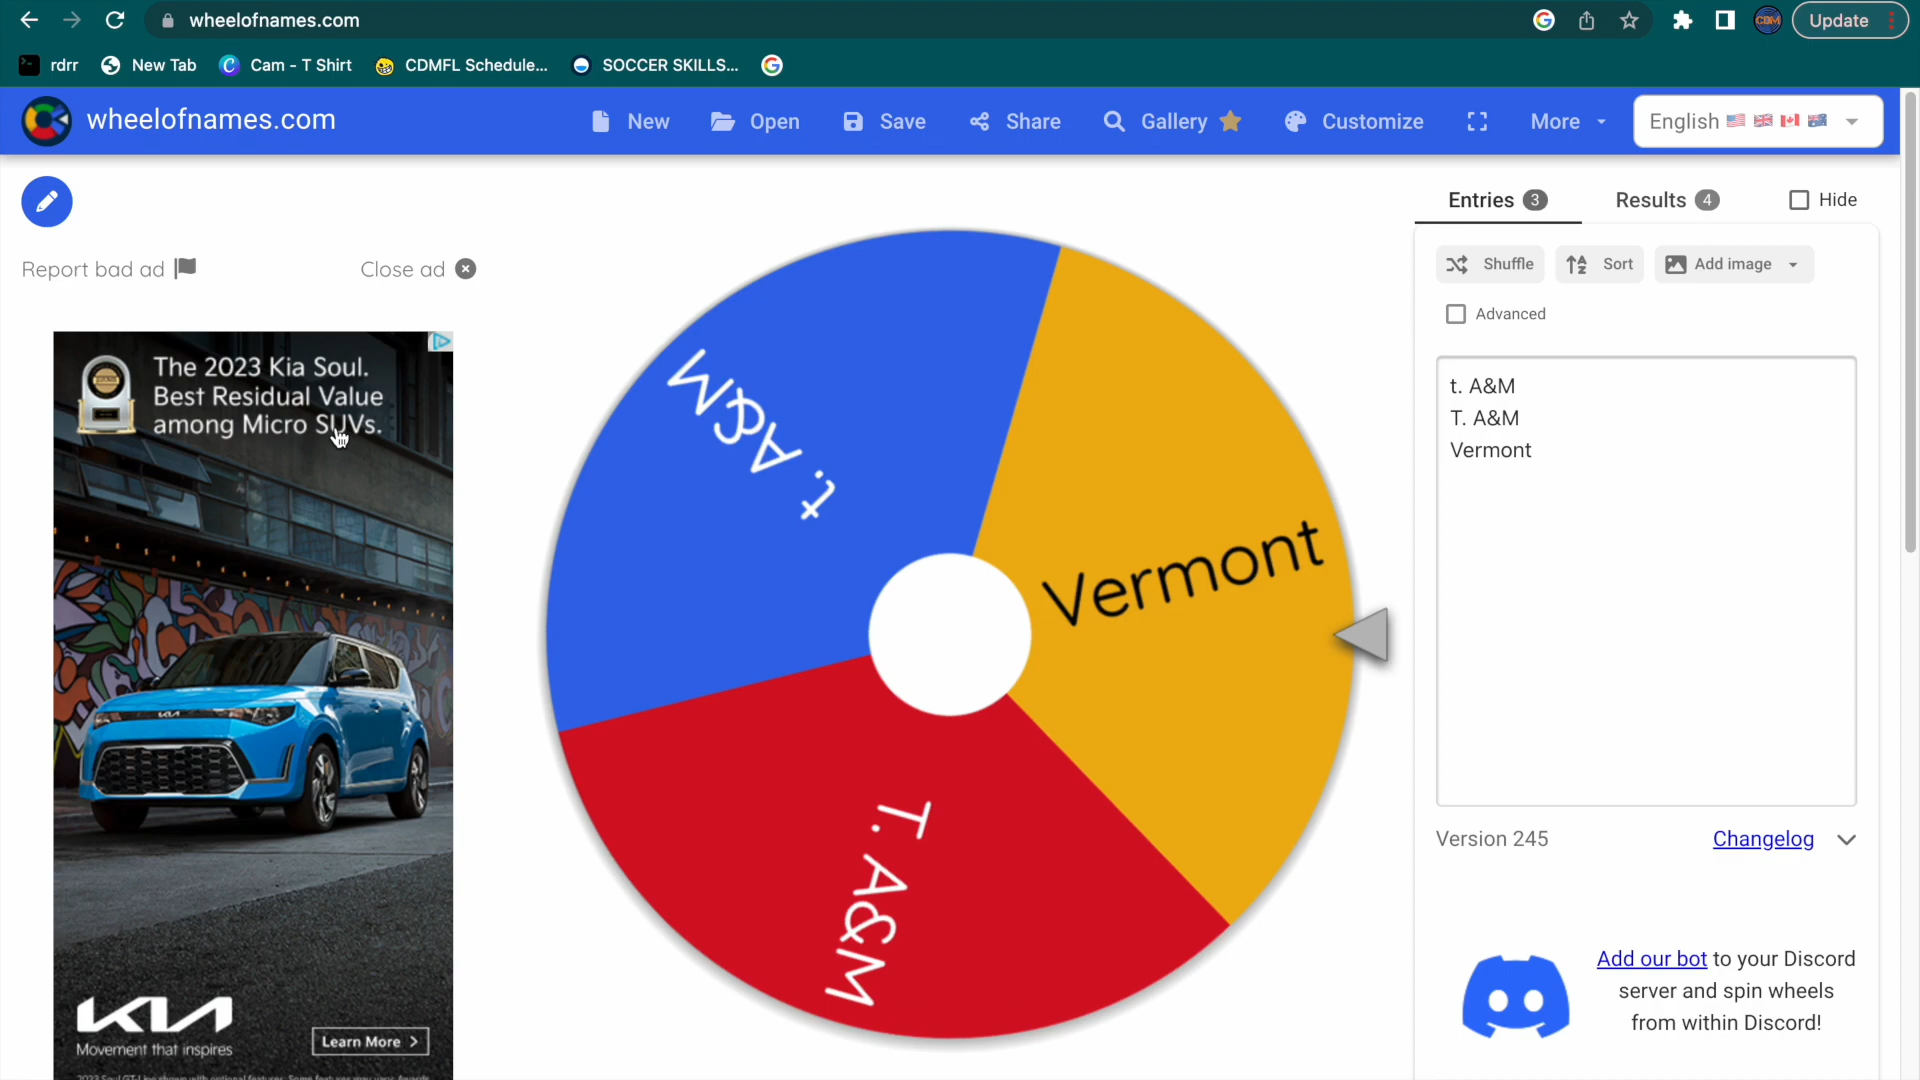 wheelofnames.com
Update
rdrr
New Tab
Cam - T Shirt
CDMFL Schedule...
SOCCER SKILLS...
wheelofnames.com
New
Open
Save
Share
Gallery
Customize
More
English
Report bad ad
Close ad
The 2023 Kia Soul.
Best Residual Value
among Micro SUVs.
KIA
Movement that inspires
Learn More >
t. A&M
Vermont
T. A&M
Entries 3
Results 4
Hide
Shuffle
Sort
Add image
Advanced
t. A&M
T. A&M
Vermont
Version 245
Changelog
Add our bot to your Discord
server and spin wheels
from within Discord!